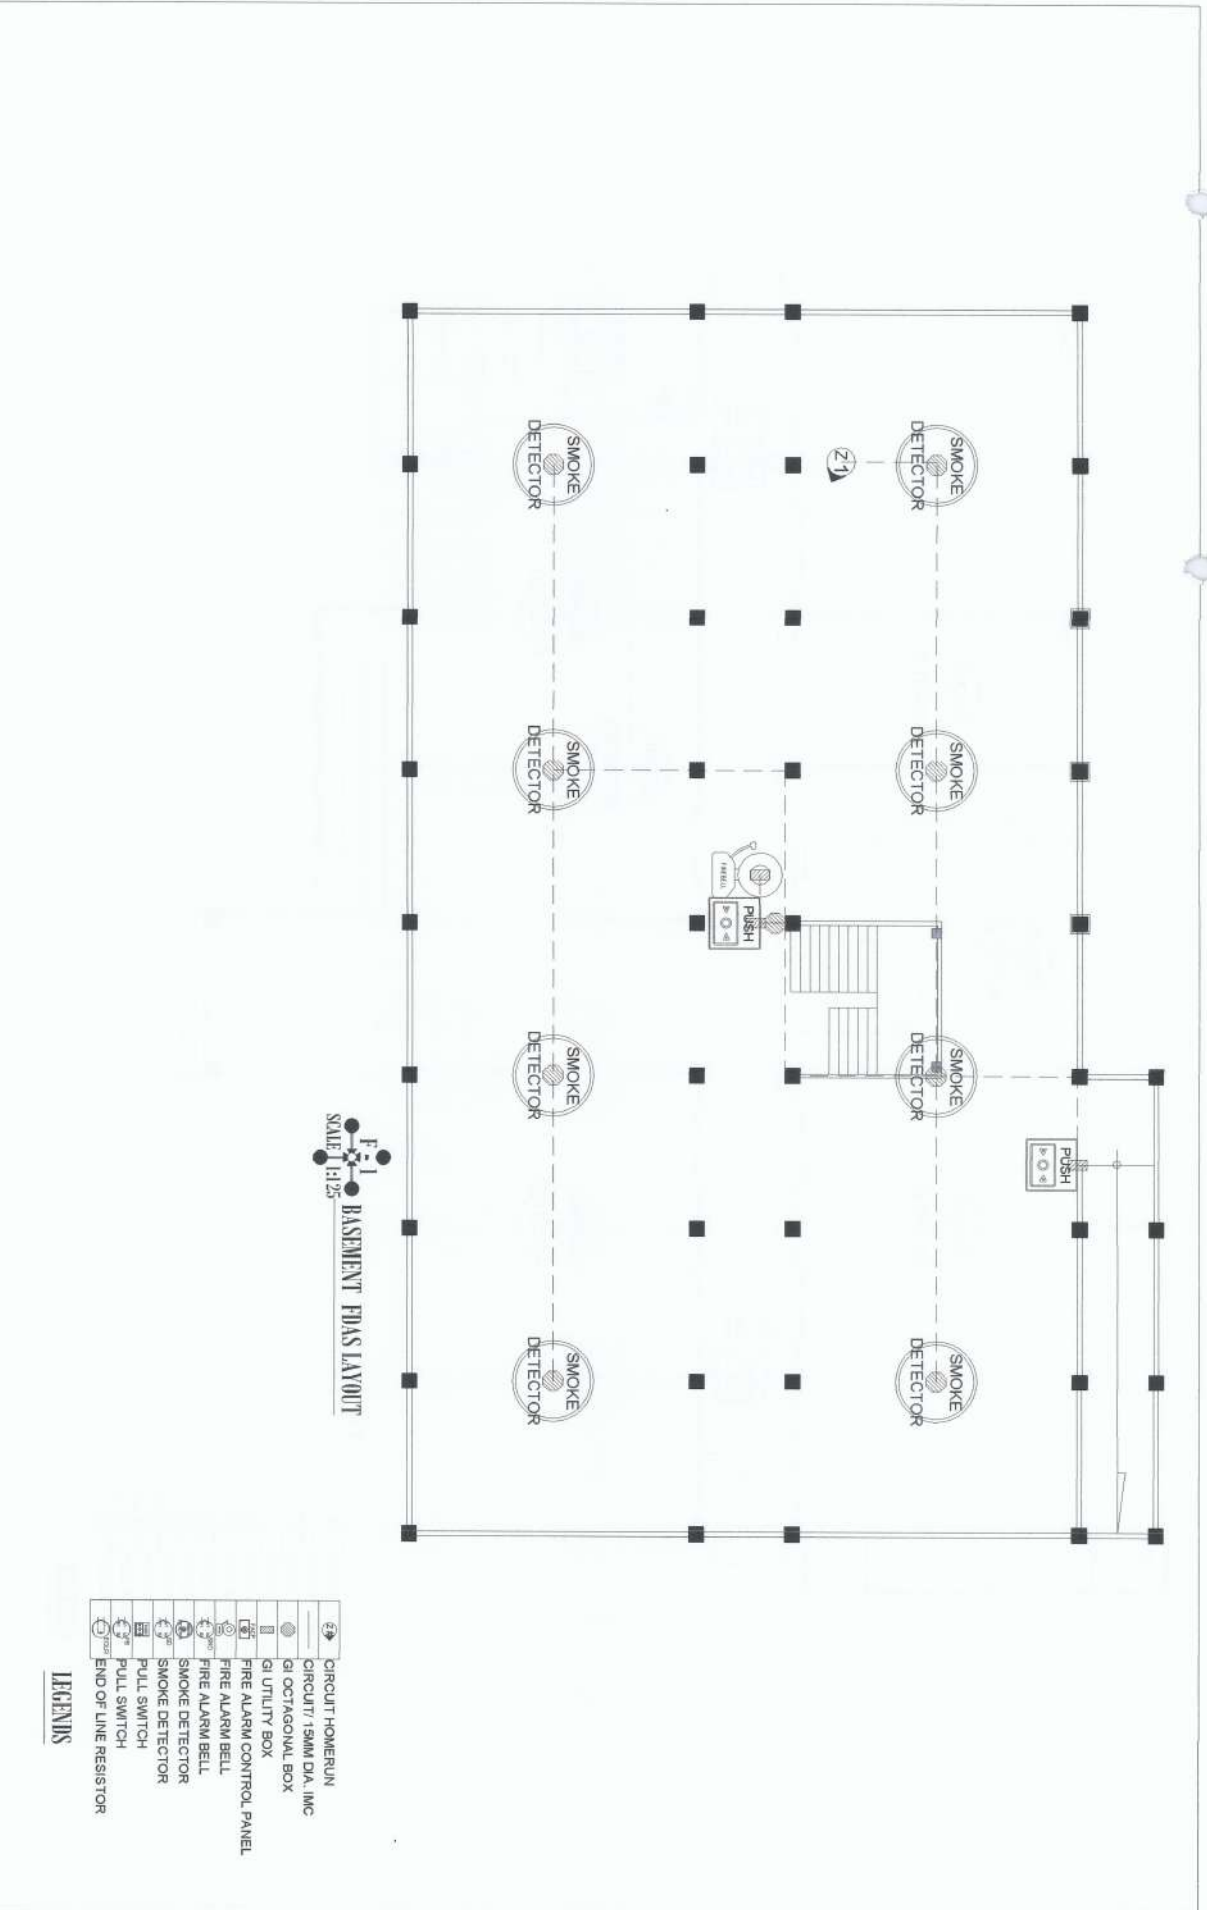 SMOKE
DETECTOR
SMOKE
DETECTOR
SMOKE
DETECTOR
SMOKE
DETECTOR
Z 1
PUSH
PUSH
FIREBELL
SMOKE
DETECTOR
SMOKE
DETECTOR
SMOKE
DETECTOR
SMOKE
DETECTOR
F - 1
BASEMENT FDAS LAYOUT
SCALE 1:125
CIRCUIT HOMERUN
CIRCUIT/ 15MM DIA. IMC
GI OCTAGONAL BOX
GI UTILITY BOX
FACP FIRE ALARM CONTROL PANEL
FIRE ALARM BELL
FIRE ALARM BELL
SMOKE DETECTOR
SMOKE DETECTOR
PULL SWITCH
PULL SWITCH
END OF LINE RESISTOR
LEGENDS